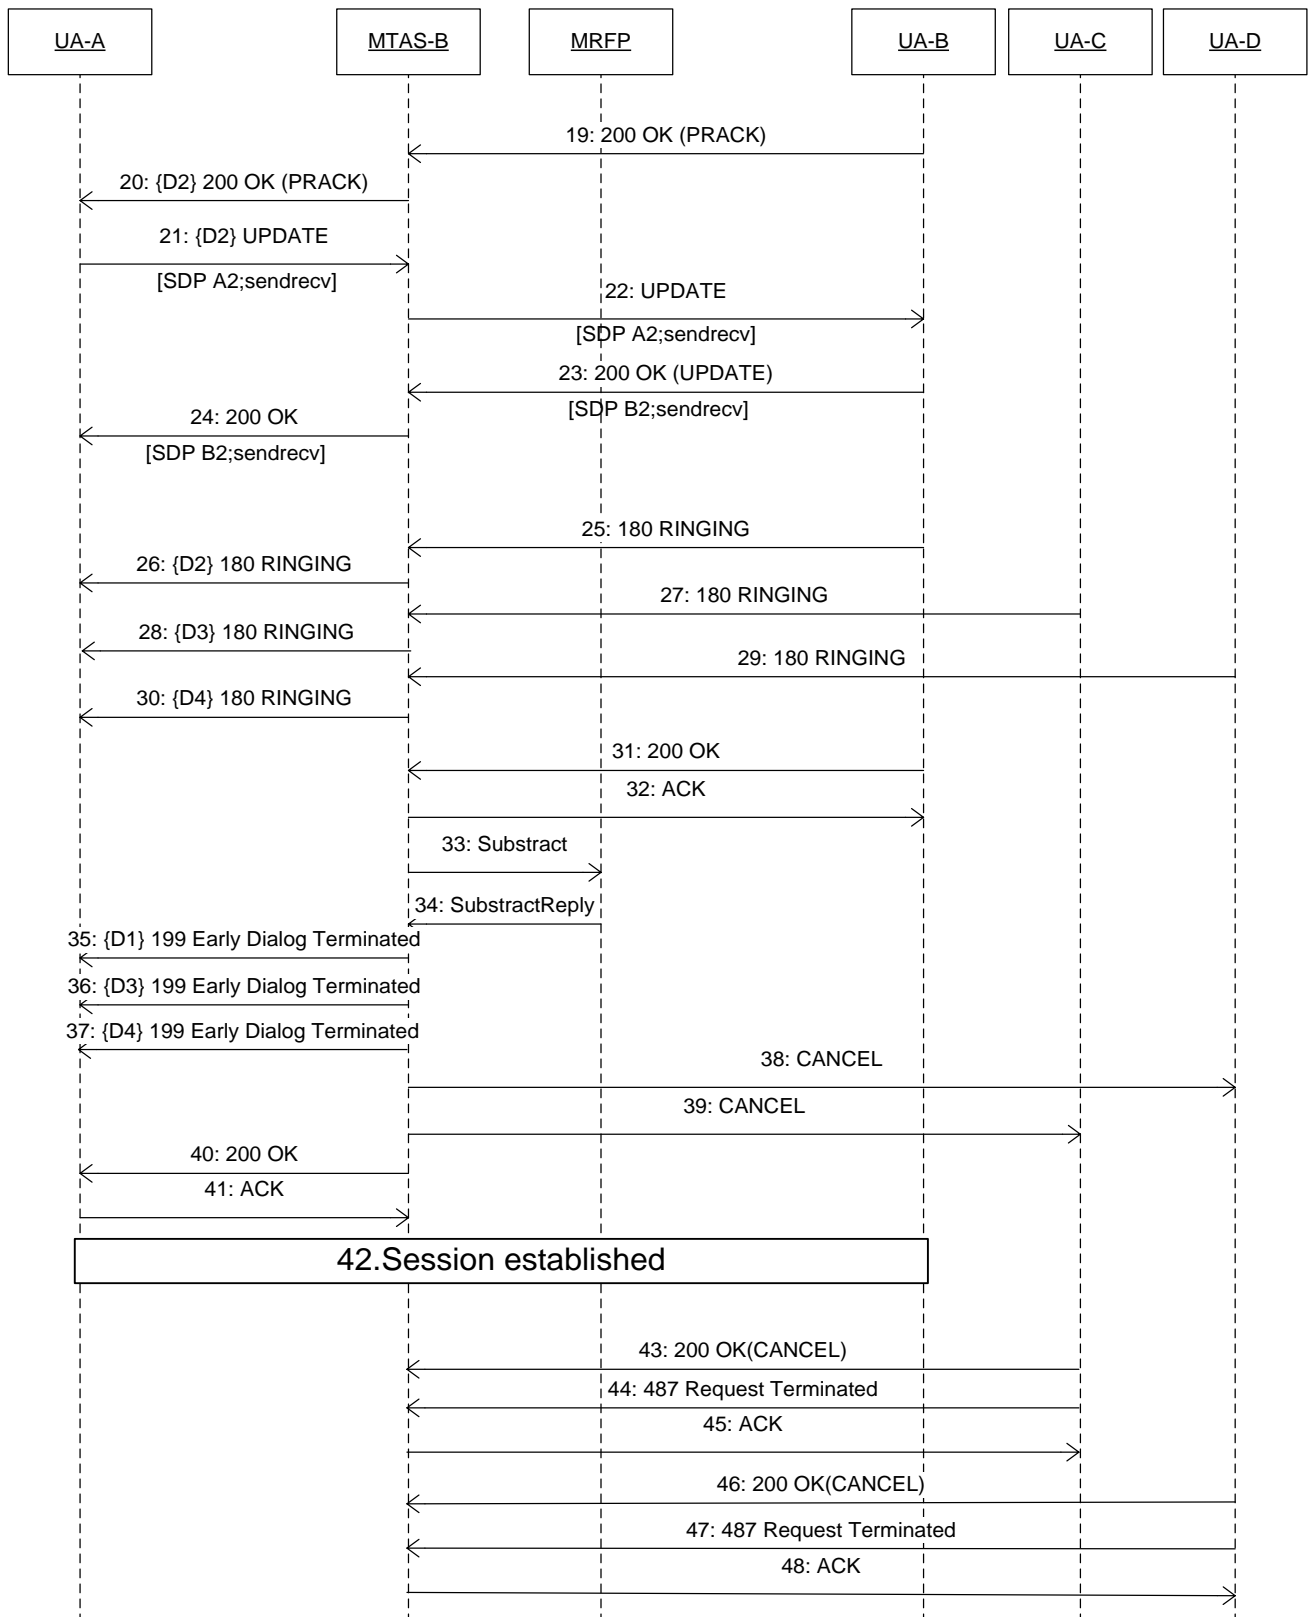 UA-A
MTAS-B
MRFP
UA-B
UA-C
UA-D
19: 200 OK (PRACK)
20: {D2} 200 OK (PRACK)
21: {D2} UPDATE
[SDP A2;sendrecv]
22: UPDATE
[SDP A2;sendrecv]
23: 200 OK (UPDATE)
[SDP B2;sendrecv]
24: 200 OK
[SDP B2;sendrecv]
25: 180 RINGING
26: {D2} 180 RINGING
27: 180 RINGING
28: {D3} 180 RINGING
29: 180 RINGING
30: {D4} 180 RINGING
31: 200 OK
32: ACK
33: Substract
34: SubstractReply
35: {D1} 199 Early Dialog Terminated
36: {D3} 199 Early Dialog Terminated
37: {D4} 199 Early Dialog Terminated
38: CANCEL
39: CANCEL
40: 200 OK
41: ACK
42.Session established
43: 200 OK(CANCEL)
44: 487 Request Terminated
45: ACK
46: 200 OK(CANCEL)
47: 487 Request Terminated
48: ACK